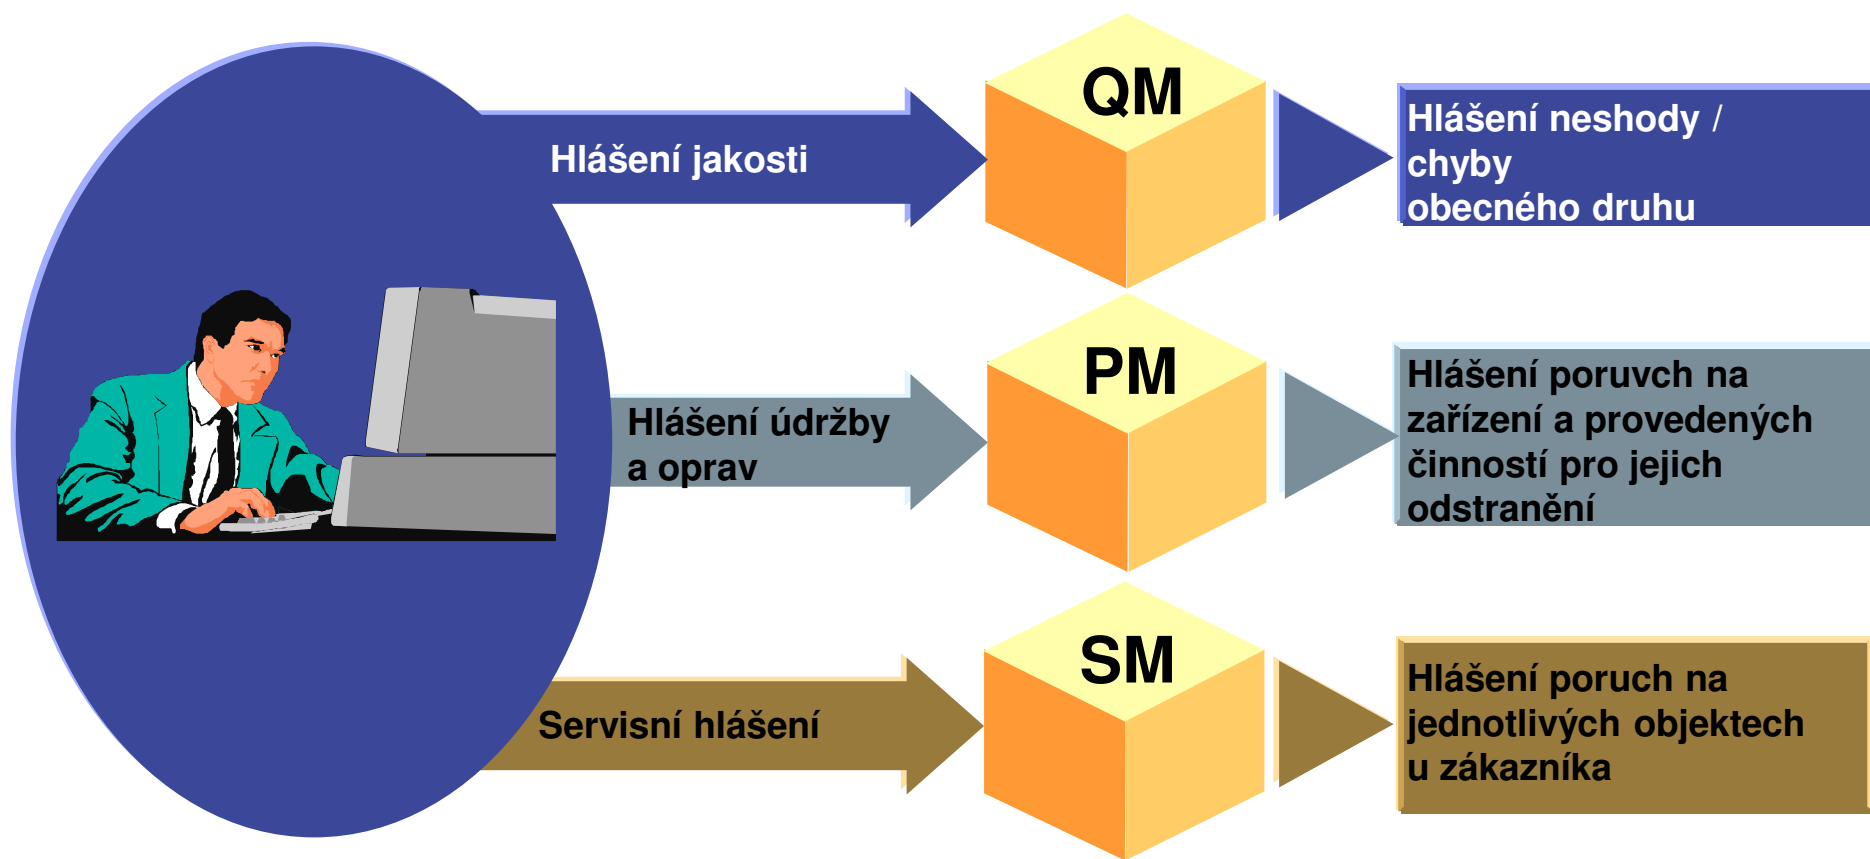 Hlášení jakosti
QM
Hlášení neshody /
chyby
obecného druhu
Hlášení údržby
a oprav
PM
Hlášení poruvch na
zařízení a provedených
činností pro jejich
odstranění
Servisní hlášení
SM
Hlášení poruch na
jednotlivých objektech
u zákazníka